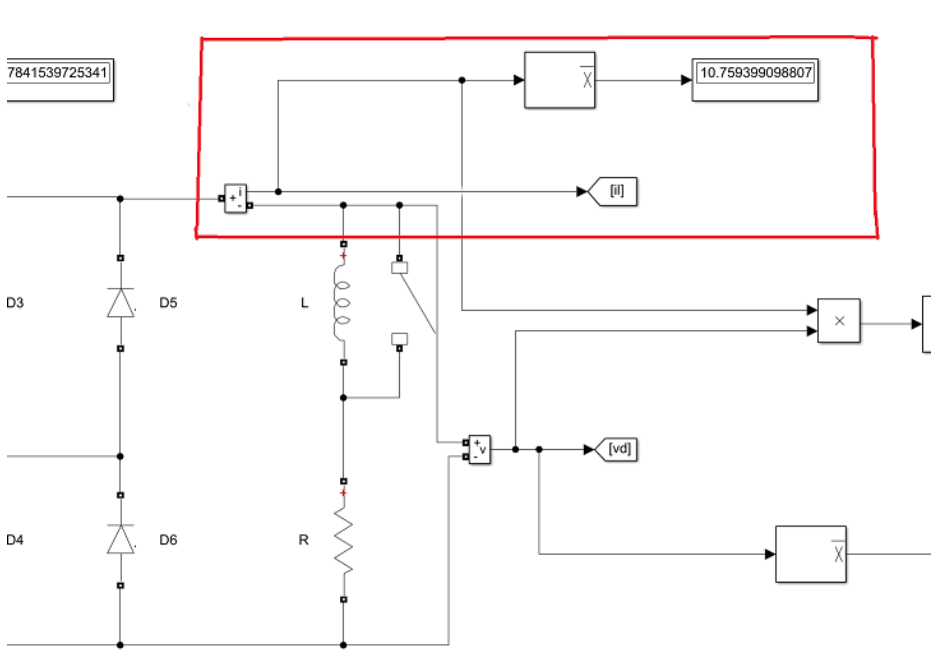 7841539725341
10.759399098807
i
+
-
[il]
+
D3
D5
L
×
+
v
-
[vd]
+
D4
D6
R